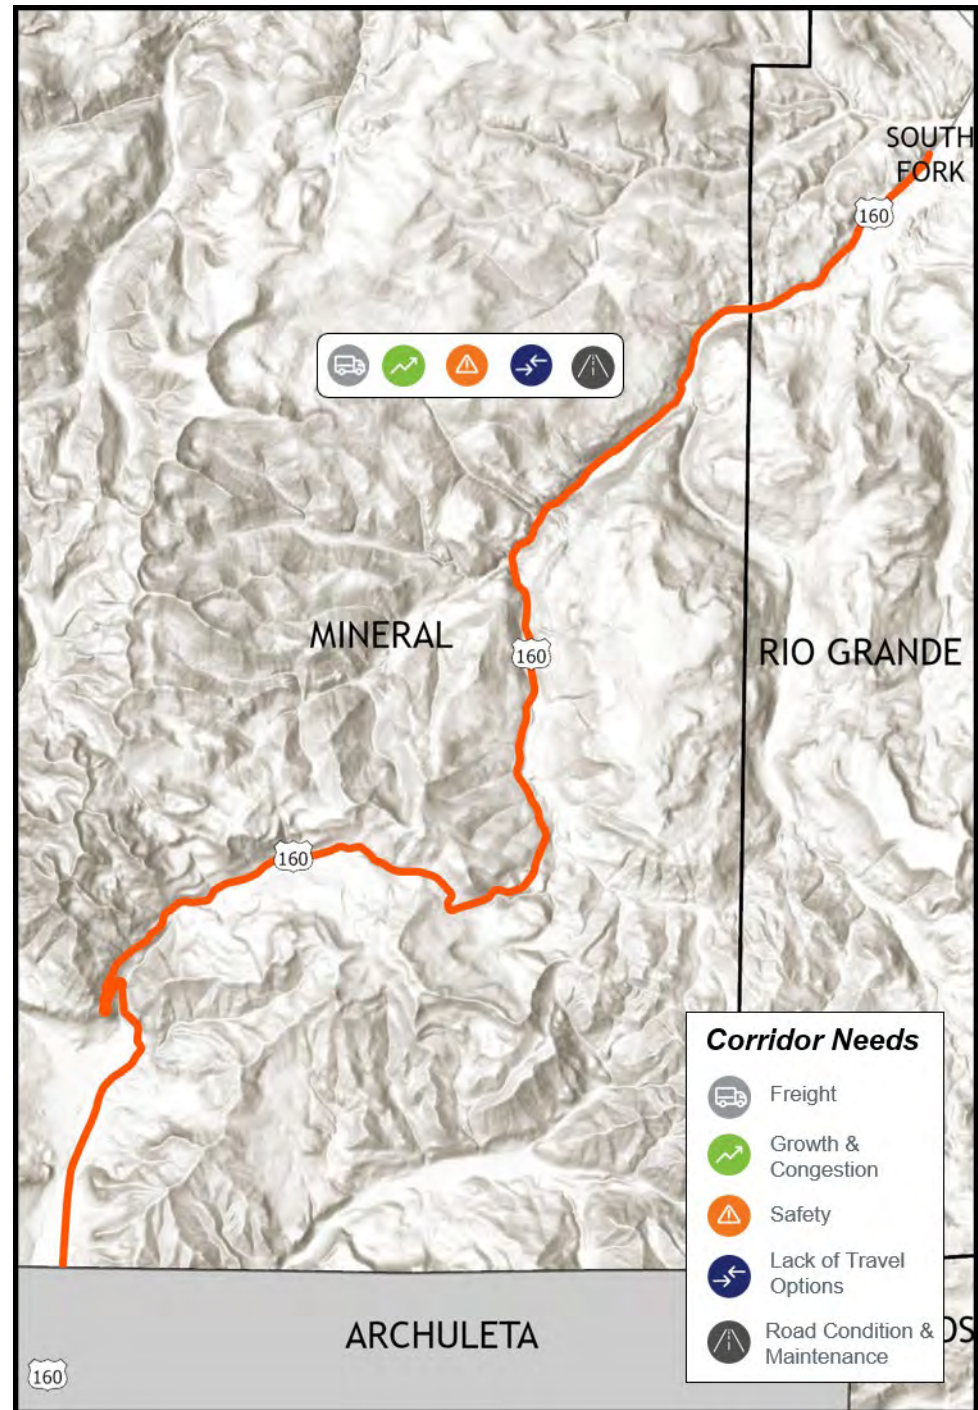 SOUTH
FORK
160
MINERAL
160
RIO GRANDE
160
Corridor Needs
Freight
Growth &
Congestion
Safety
Lack of Travel
Options
Road Condition &
Maintenance
ARCHULETA
OS
160